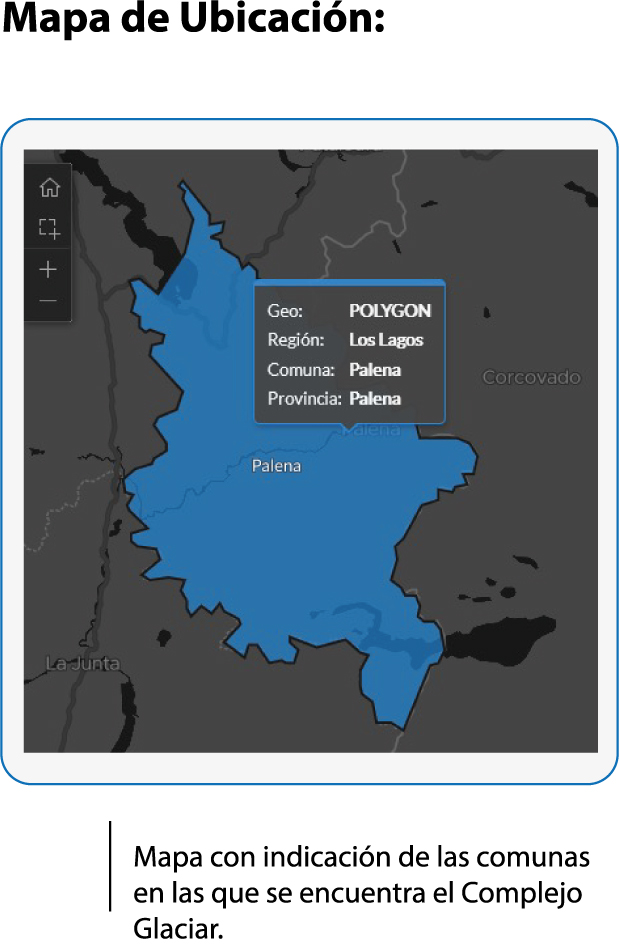 Mapa de Ubicación:
Geo: POLYGON
Región: Los Lagos
Comuna: Palena
Provincia: Palena
Corcovado
Palena
Palena
La Junta
Mapa con indicación de las comunas
en las que se encuentra el Complejo
Glaciar.